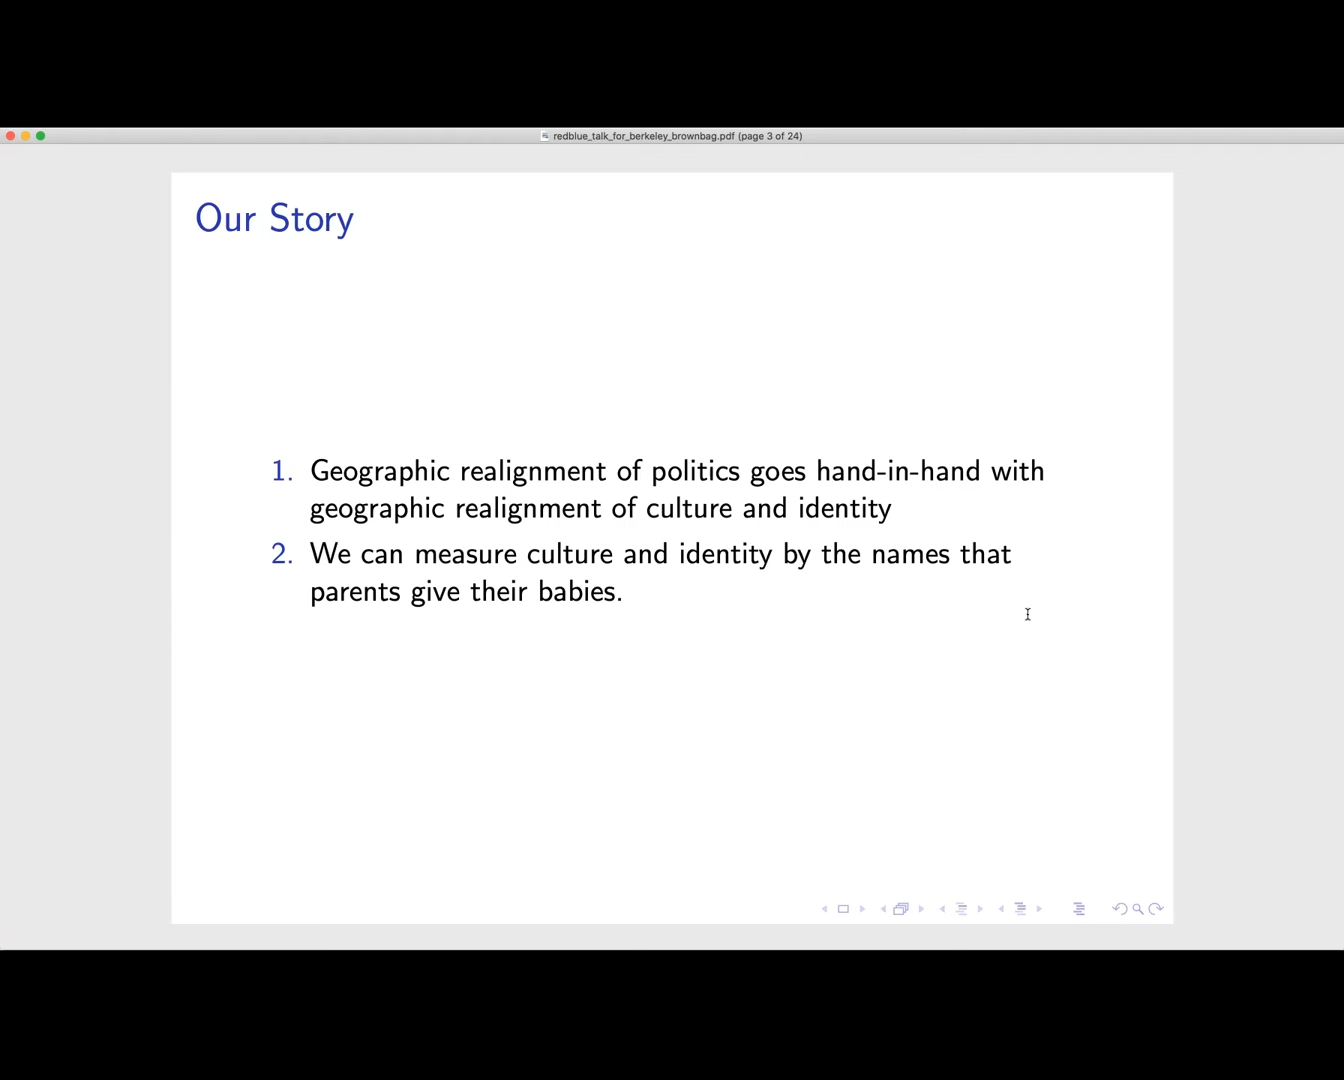 redblue_talk_for_berkeley_brownbag.pdf (page 3 of 24)
Our Story
1. Geographic realignment of politics goes hand-in-hand with
geographic realignment of culture and identity
2. We can measure culture and identity by the names that
parents give their babies.